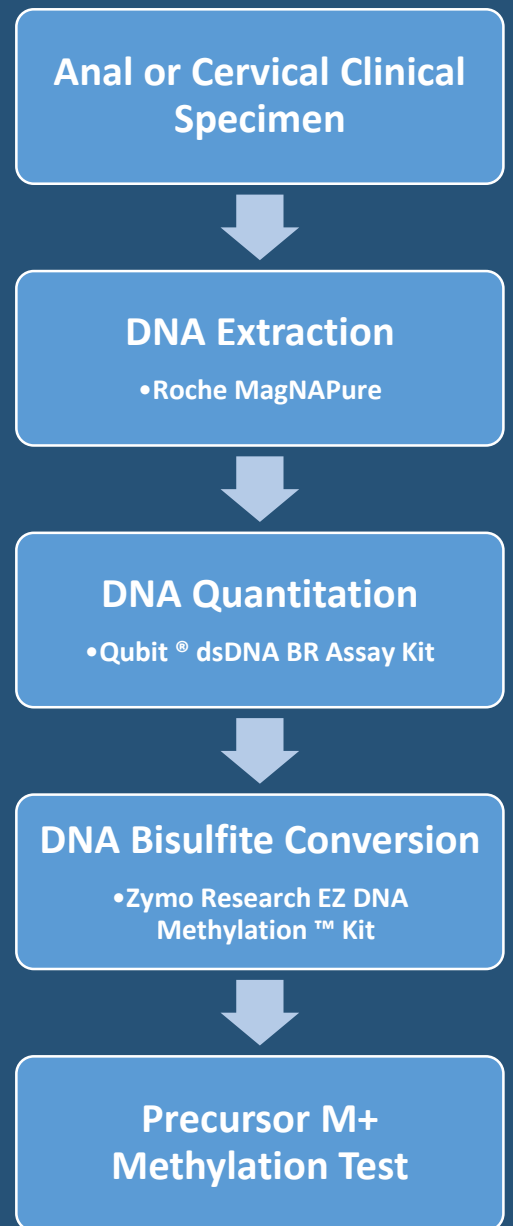 Anal or Cervical Clinical
Specimen
DNA Extraction
•Roche MagNAPure
DNA Quantitation
•Qubit ® dsDNA BR Assay Kit
DNA Bisulfite Conversion
•Zymo Research EZ DNA
Methylation ™ Kit
Precursor M+
Methylation Test